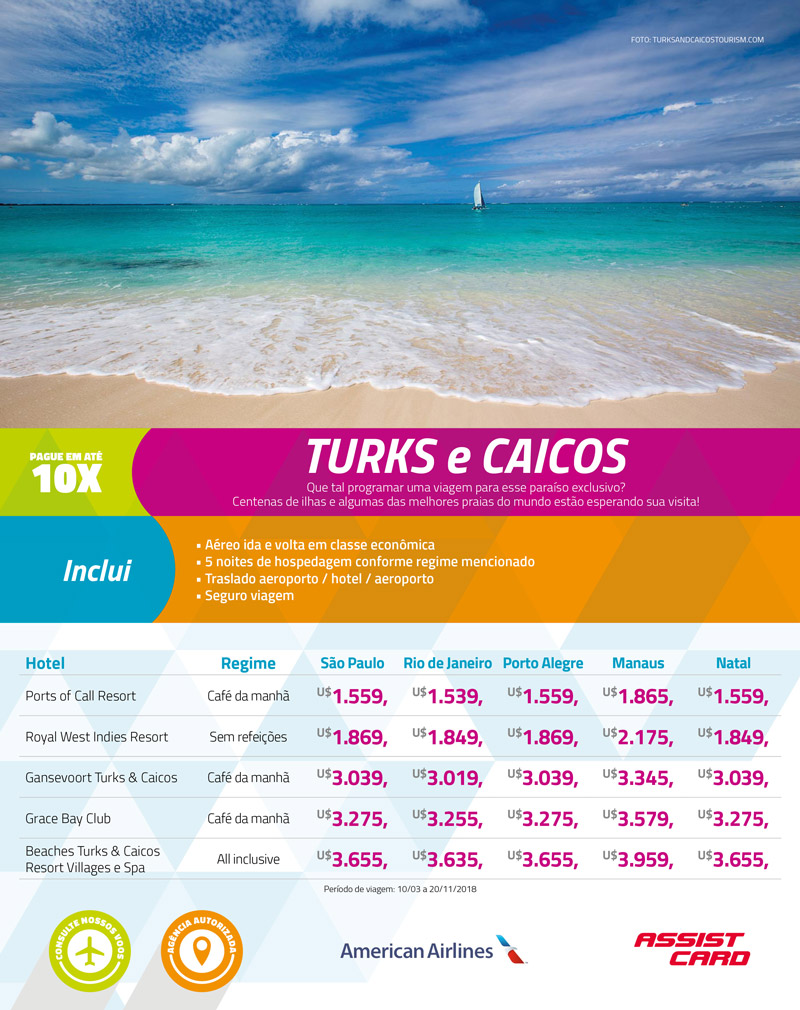 FOTO: TURKSANDCAICOSTOURISM.COM
PAGUE EM ATÉ
10X
TURKS e CAICOS
Que tal programar uma viagem para esse paraíso exclusivo?
Centenas de ilhas e algumas das melhores praias do mundo estão esperando sua visita!
Inclui
• Aéreo ida e volta em classe econômica
• 5 noites de hospedagem conforme regime mencionado
• Traslado aeroporto / hotel / aeroporto
• Seguro viagem
Hotel Regime São Paulo Rio de Janeiro Porto Alegre Manaus Natal
Ports of Call Resort Café da manhã U$1.559, U$1.539, U$1.559, U$1.865, U$1.559,
Royal West Indies Resort Sem refeições U$1.869, U$1.849, U$1.869, U$2.175, U$1.849,
Gansevoort Turks & Caicos Café da manhã U$3.039, U$3.019, U$3.039, U$3.345, U$3.039,
Grace Bay Club Café da manhã U$3.275, U$3.255, U$3.275, U$3.579, U$3.275,
Beaches Turks & Caicos
Resort Villages e Spa All inclusive U$3.655, U$3.635, U$3.655, U$3.959, U$3.655,
Período de viagem: 10/03 a 20/11/2018
CONSULTE NOSSOS VOOS
AGÊNCIA AUTORIZADA
American Airlines
ASSIST
CARD